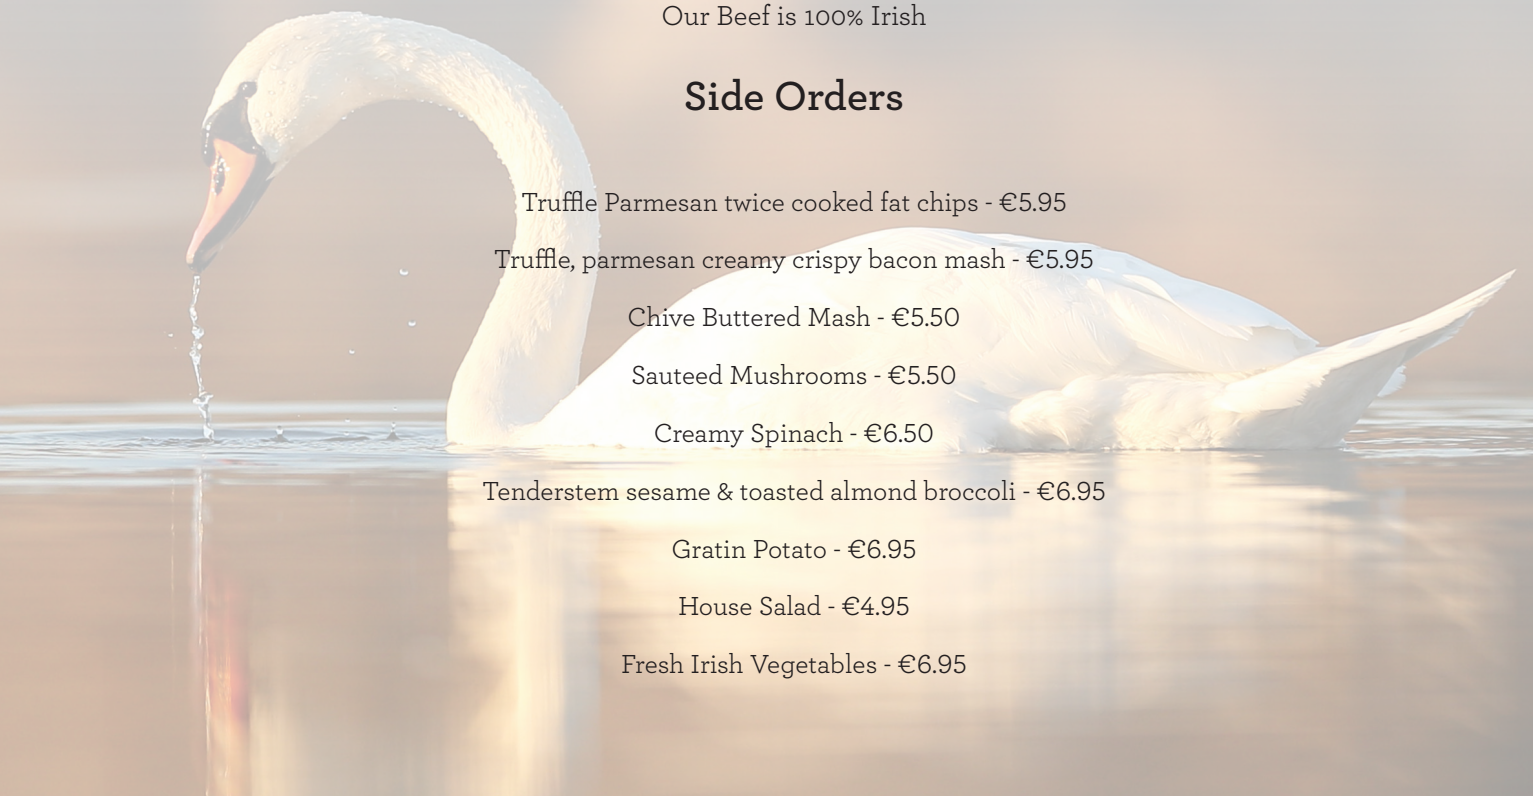 Our Beef is 100% Irish
Side Orders
Truffle Parmesan twice cooked fat chips - €5.95
Truffle, parmesan creamy crispy bacon mash - €5.95
Chive Buttered Mash - €5.50
Sauteed Mushrooms - €5.50
Creamy Spinach - €6.50
Tenderstem sesame & toasted almond broccoli - €6.95
Gratin Potato - €6.95
House Salad - €4.95
Fresh Irish Vegetables - €6.95